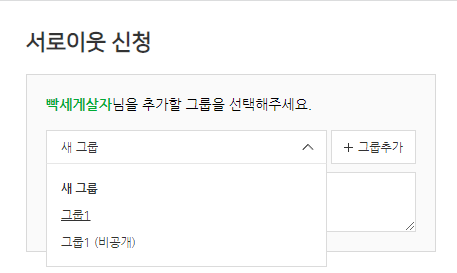 서로이웃 신청
빡세게살자님을 추가할 그룹을 선택해주세요.
새 그룹
+ 그룹추가
새 그룹
그룹1
그룹1 (비공개)